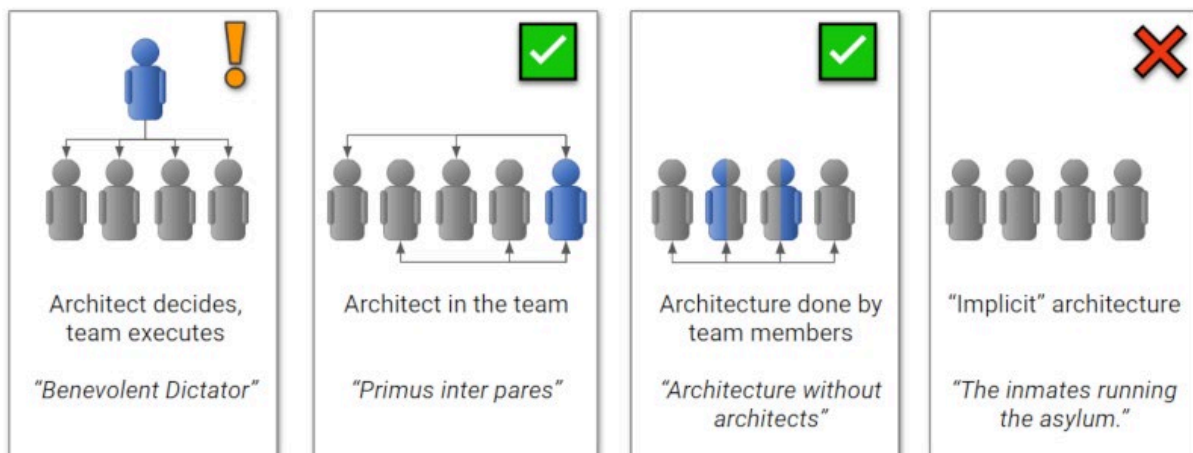 Architect decides,
team executes
"Benevolent Dictator"
Architect in the team
"Primus inter pares"
Architecture done by
team members
"Architecture without
architects"
"Implicit" architecture
"The inmates running
the asylum."